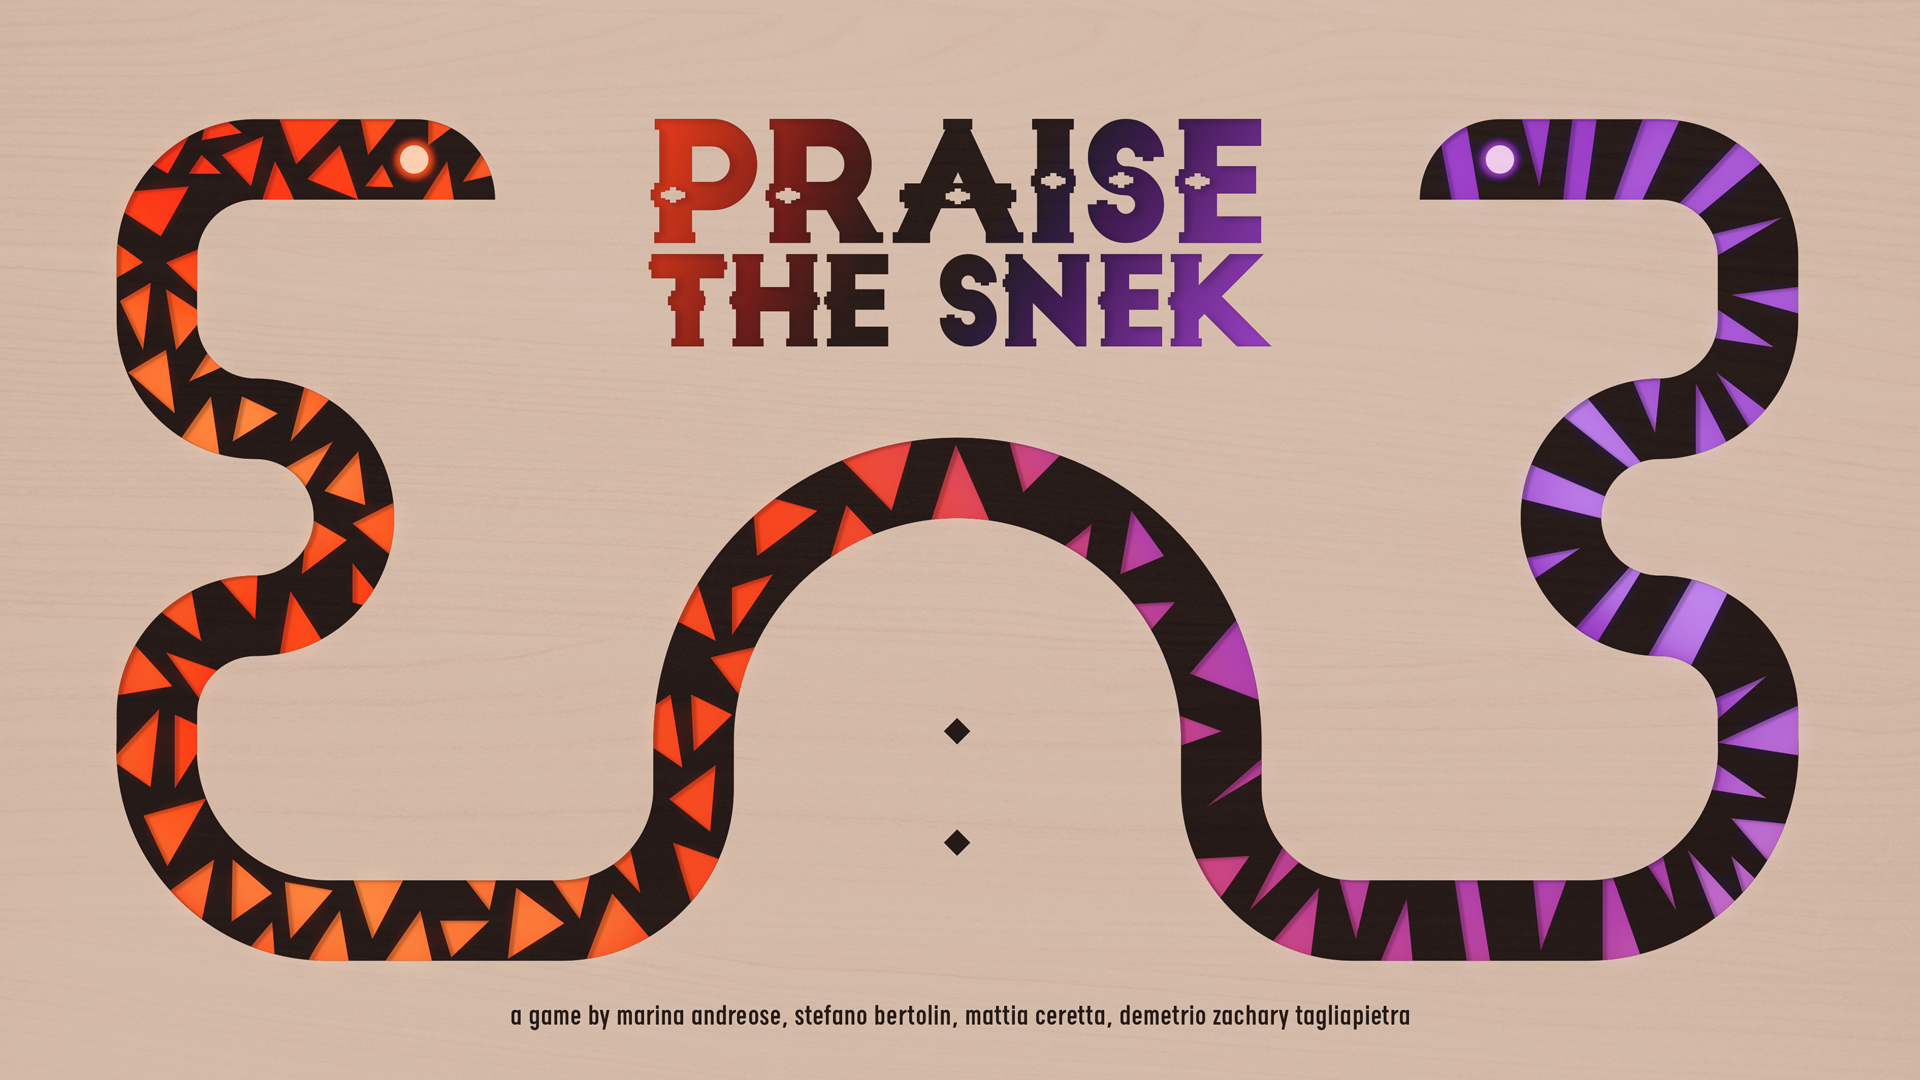 PRAISE
THE SNEK
a game by marina andreose, stefano bertolin, mattia ceretta, demetrio zachary tagliapietra